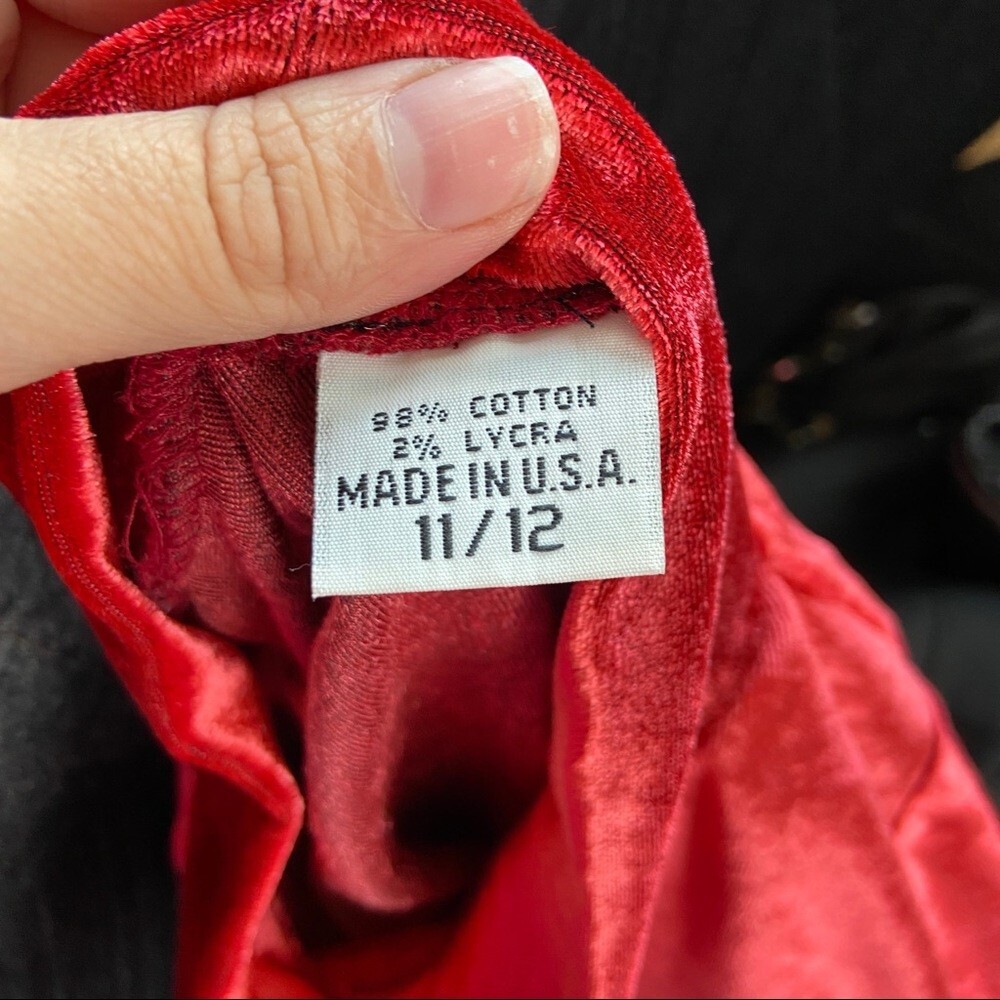 98% COTTON
2% LYCRA
MADE IN U.S.A.
11/12